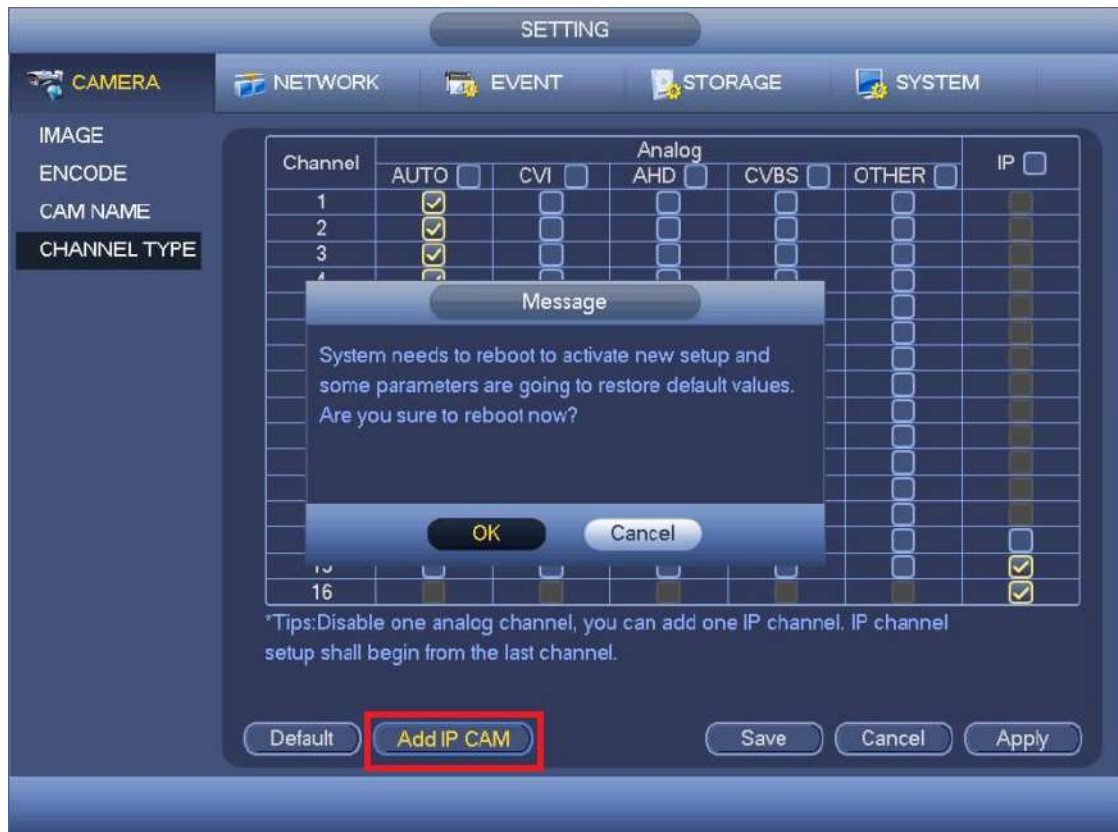 SETTING
CAMERA NETWORK EVENT STORAGE SYSTEM
IMAGE
ENCODE
CAM NAME
CHANNEL TYPE
Channel Analog IP
AUTO CVI AHD CVBS OTHER
1
2
3
Message
System needs to reboot to activate new setup and
some parameters are going to restore default values.
Are you sure to reboot now?
OK Cancel
16
*Tips:Disable one analog channel, you can add one IP channel. IP channel
setup shall begin from the last channel.
Default Add IP CAM Save Cancel Apply